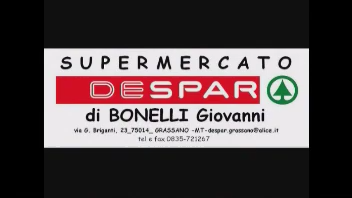 SUPERMERCATO
DESPAR
di BONELLI Giovanni
via G. Briganti, 23_75014_ GRASSANO -MT-despar.grassano@alice.it
tel e fax 0835-721267